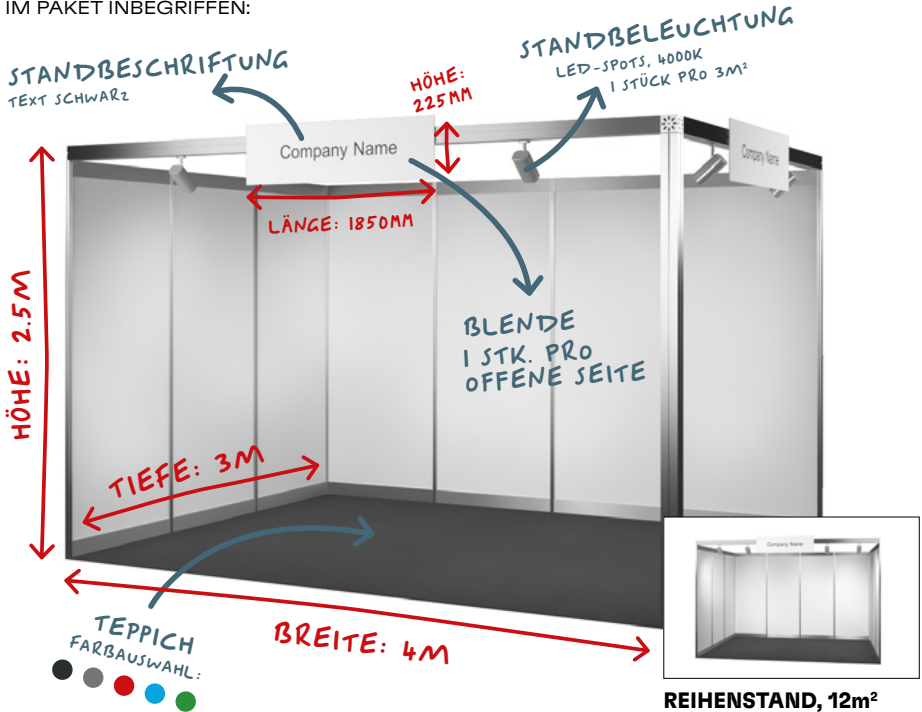 IM PAKET INBEGRIFFEN:
STANDBESCHRIFTUNG
TEXT SCHWARZ
STANDBELEUCHTUNG
LED-SPOTS, 4000K
1 STÜCK PRO 3M²
HÖHE:
225MM
Company Name
Company Name
LÄNGE: 1850MM
HÖHE: 2.5M
BLENDE
1 STK. PRO
OFFENE SEITE
TIEFE: 3M
BREITE: 4M
TEPPICH
FARBAUSWAHL:
Company Name
REIHENSTAND, 12m²